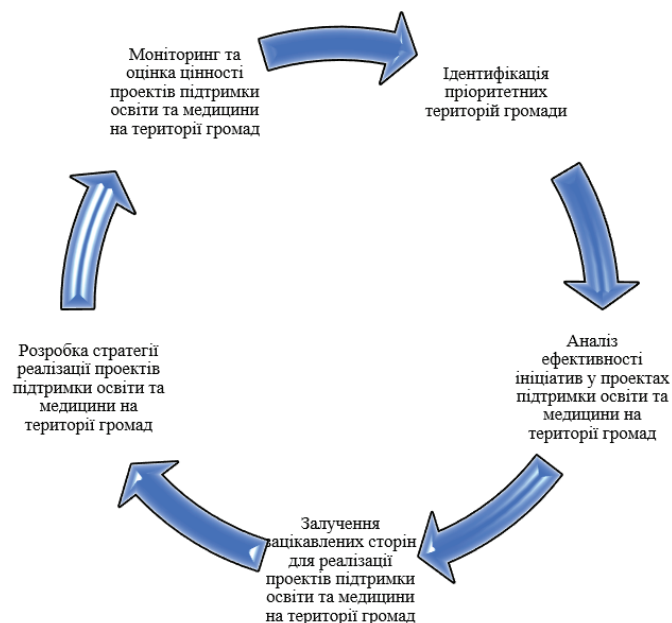 Моніторинг та
оцінка цінності
проектів підтримки
освіти та медицини
на території громад
Ідентифікація
пріоритетних
територій громади
Аналіз
ефективності
ініціатив у проектах
підтримки освіти та
медицини на
території громад
Залучення
зацікавлених сторін
для реалізації
проектів підтримки
освіти та медицини
на території громад
Розробка стратегії
реалізації проектів
підтримки освіти та
медицини на
території громад